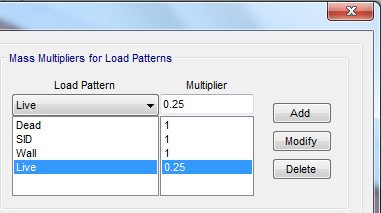 Mass Multipliers for Load Patterns
Load Pattern Multiplier
Live 0.25 Add
Dead 1
SID 1 Modify
Wall 1
Live 0.25 Delete